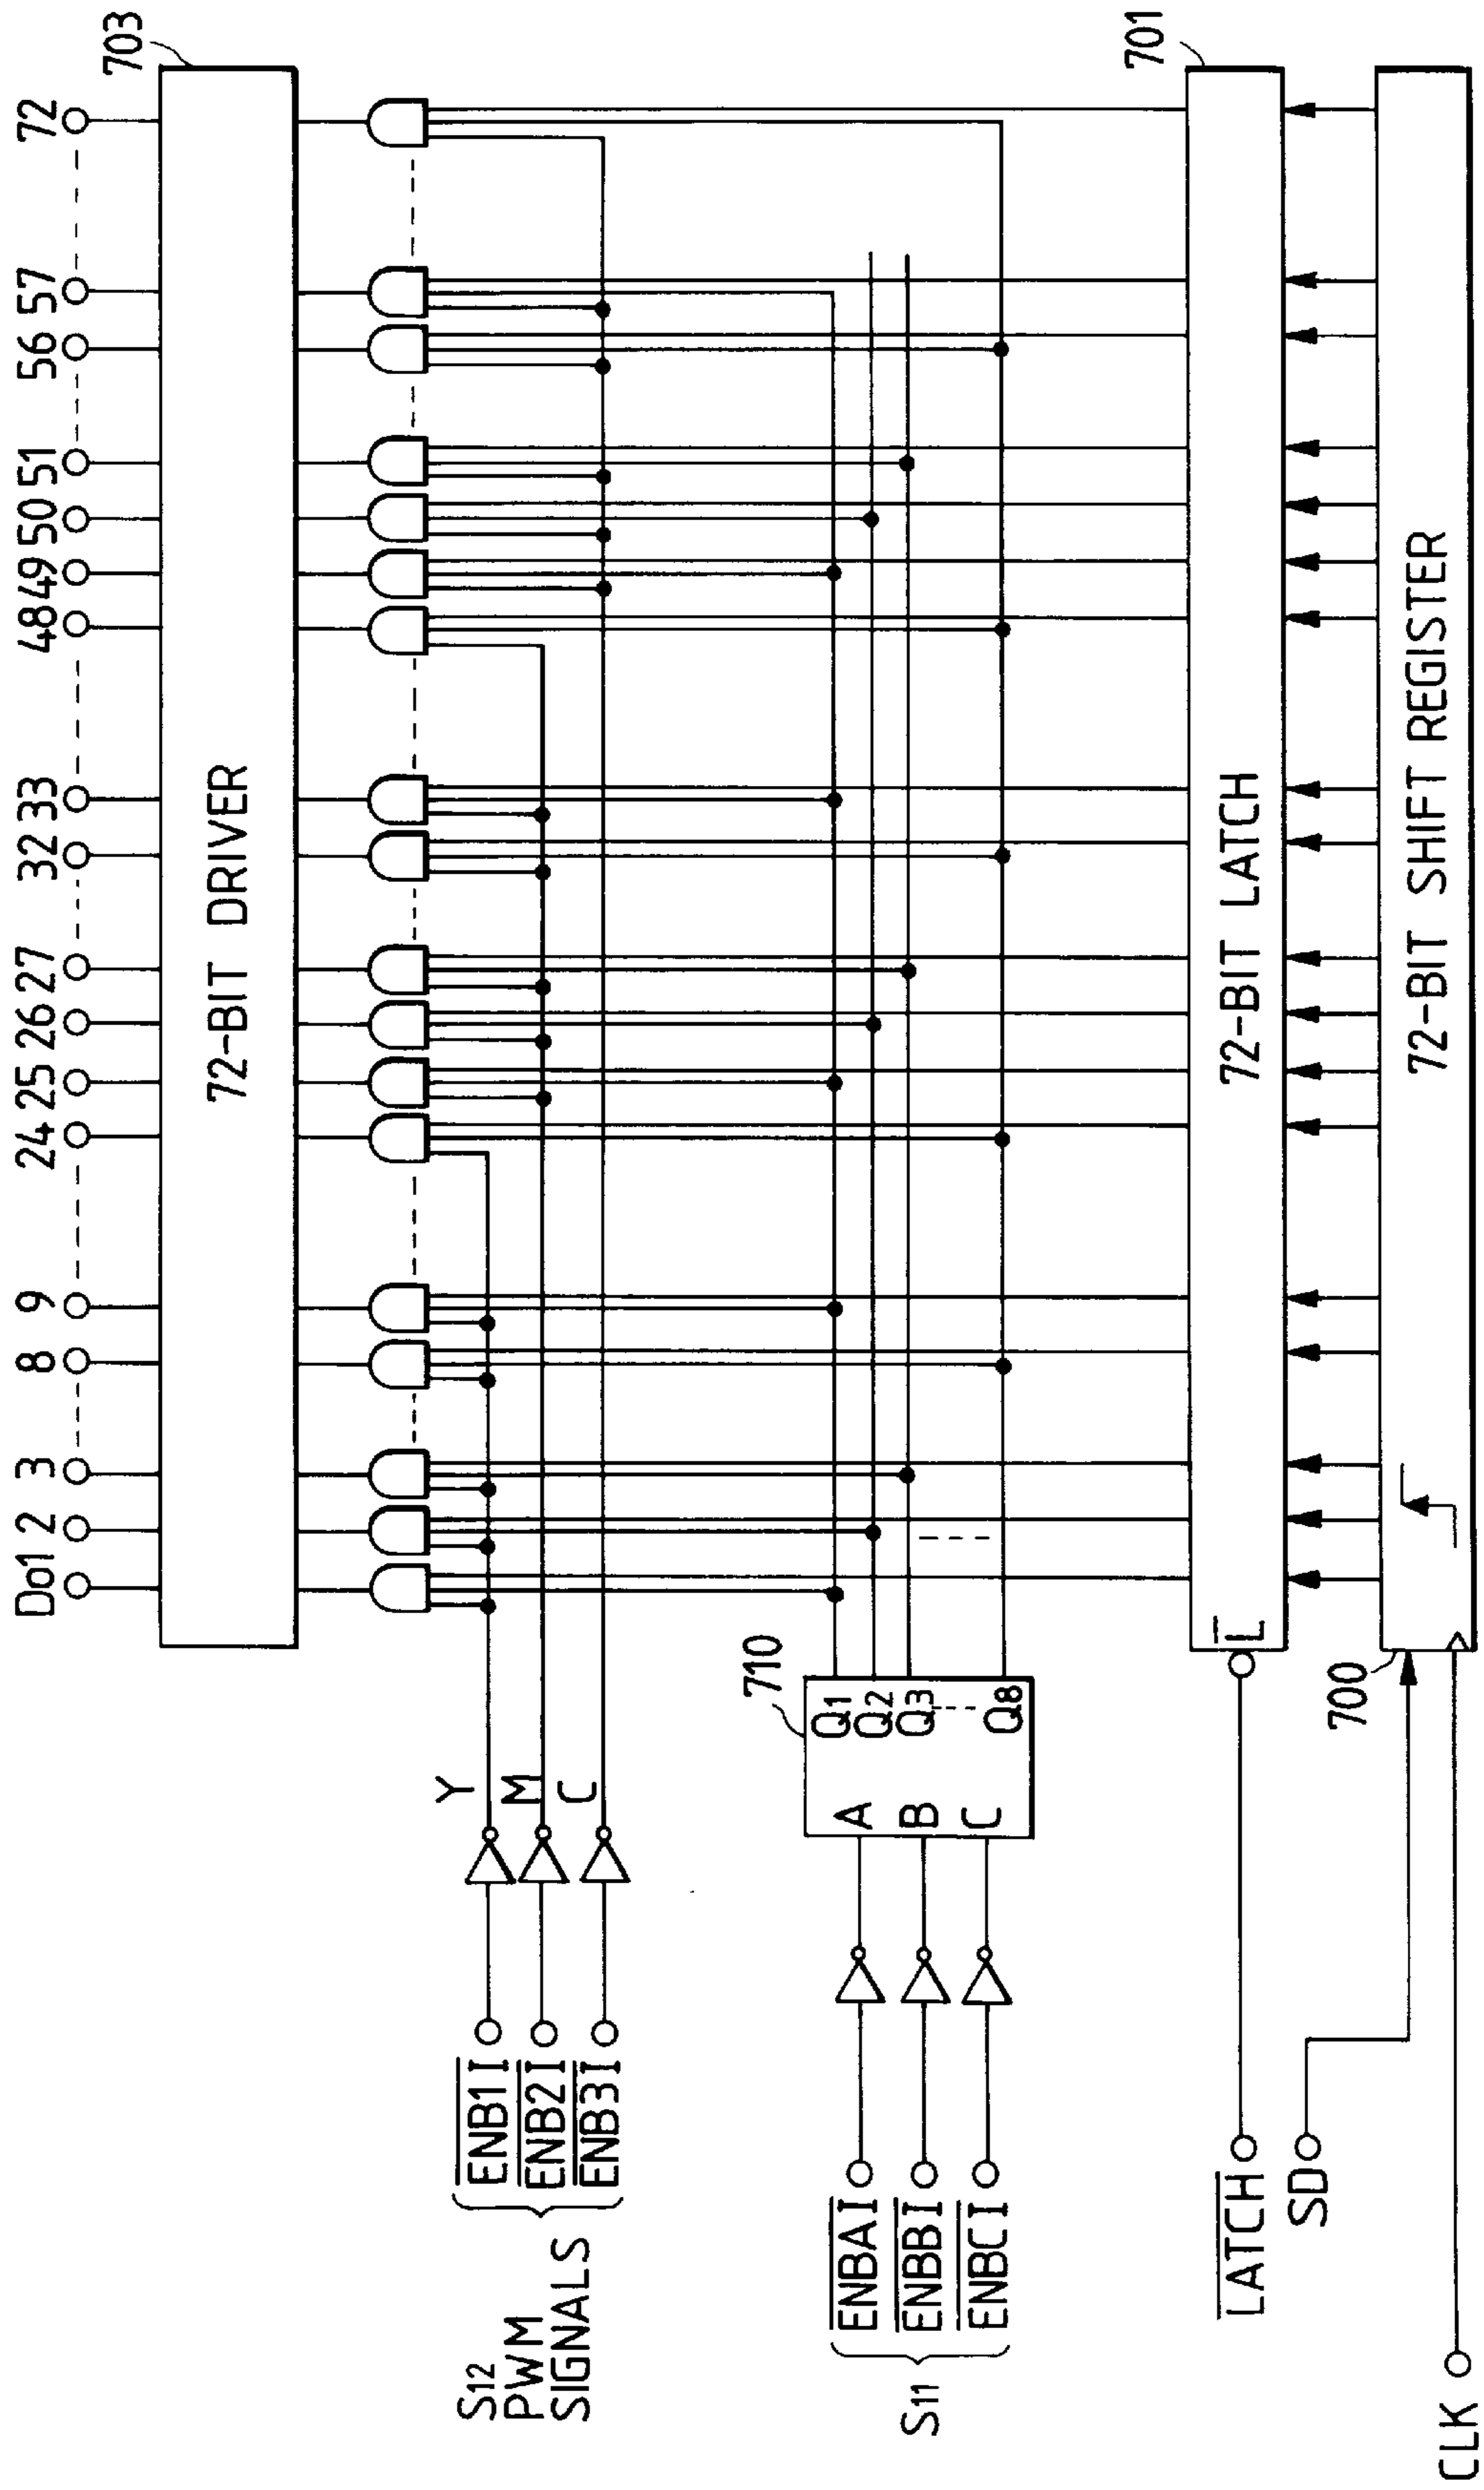 Do1 2 3 8 9 24 25 26 27 32 33 48 49 50 51 56 57 72
703
72-BIT DRIVER
S12
PWM
SIGNALS
ENB1I
ENB2I
ENB3I
Y
M
C
S11
ENBAI
ENBBI
ENBCI
A
B
C
Q1
Q2
Q3
Q8
710
701
72-BIT LATCH
L
LATCH
700
72-BIT SHIFT REGISTER
SD
CLK